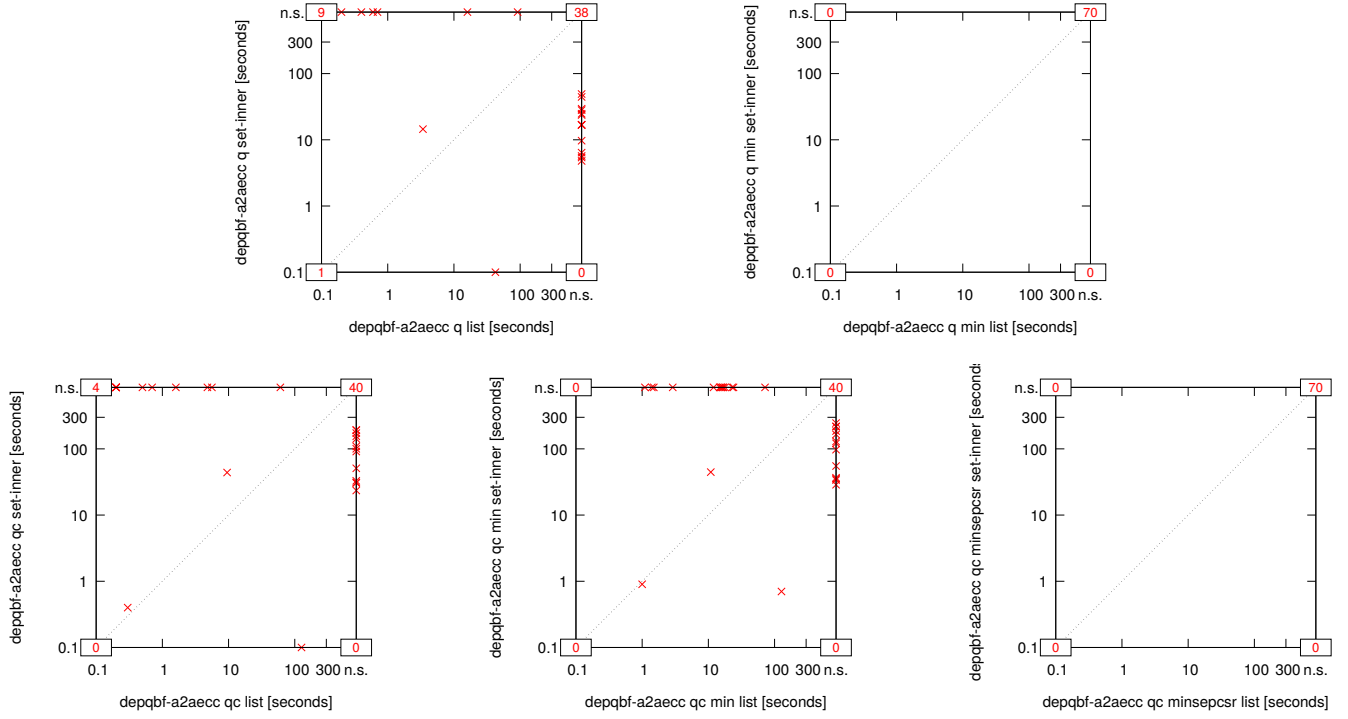 depqbf-a2aecc q set-inner [seconds]
n.s.
300
100
10
1
0.1
9
38
1
0
0.1 1 10 100 300 n.s.
depqbf-a2aecc q list [seconds]
depqbf-a2aecc q min set-inner [seconds]
n.s.
300
100
10
1
0.1
0
70
0
0
0.1 1 10 100 300 n.s.
depqbf-a2aecc q min list [seconds]
depqbf-a2aecc qc set-inner [seconds]
n.s.
300
100
10
1
0.1
4
40
0
0
0.1 1 10 100 300 n.s.
depqbf-a2aecc qc list [seconds]
depqbf-a2aecc qc min set-inner [seconds]
n.s.
300
100
10
1
0.1
0
40
0
0
0.1 1 10 100 300 n.s.
depqbf-a2aecc qc min list [seconds]
depqbf-a2aecc qc minsepcsr set-inner [second
n.s.
300
100
10
1
0.1
0
70
0
0
0.1 1 10 100 300 n.s.
depqbf-a2aecc qc minsepcsr list [seconds]